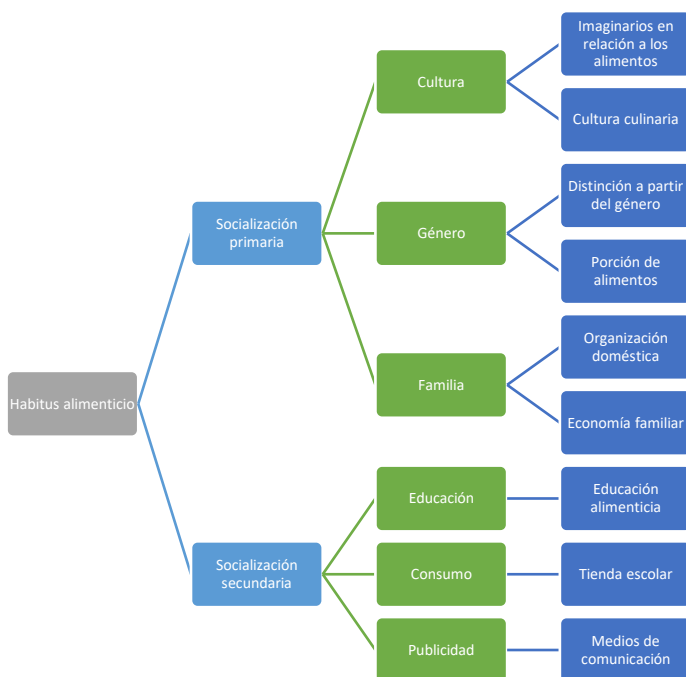 Habitus alimenticio
Socialización
primaria
Cultura
Imaginarios en
relación a los
alimentos
Cultura culinaria
Género
Distinción a partir
del género
Porción de
alimentos
Familia
Organización
doméstica
Economía familiar
Socialización
secundaria
Educación
Educación
alimenticia
Consumo
Tienda escolar
Publicidad
Medios de
comunicación